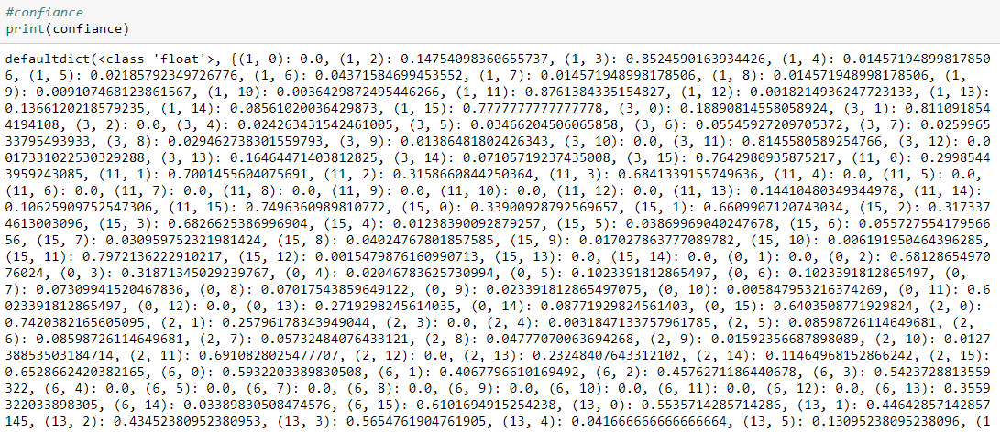 #confiance
print(confiance)
defaultdict(<class 'float'>, {(1, 0): 0.0, (1, 2): 0.14754098360655737, (1, 3): 0.8524590163934426, (1, 4): 0.01457194899817850
6, (1, 5): 0.02185792349726776, (1, 6): 0.04371584699453552, (1, 7): 0.014571948998178506, (1, 8): 0.014571948998178506, (1,
9): 0.009107468123861567, (1, 10): 0.0036429872495446266, (1, 11): 0.8761384335154827, (1, 12): 0.0018214936247723133, (1, 13):
0.1366120218579235, (1, 14): 0.08561020036429873, (1, 15): 0.7777777777777778, (3, 0): 0.18890814558058924, (3, 1): 0.811091854
4194108, (3, 2): 0.0, (3, 4): 0.024263431542461005, (3, 5): 0.03466204506065858, (3, 6): 0.05545927209705372, (3, 7): 0.0259965
33795493933, (3, 8): 0.029462738301559793, (3, 9): 0.01386481802426343, (3, 10): 0.0, (3, 11): 0.8145580589254766, (3, 12): 0.0
017331022530329288, (3, 13): 0.16464471403812825, (3, 14): 0.07105719237435008, (3, 15): 0.7642980935875217, (11, 0): 0.2998544
3959243085, (11, 1): 0.7001455604075691, (11, 2): 0.3158660844250364, (11, 3): 0.6841339155749636, (11, 4): 0.0, (11, 5): 0.0,
(11, 6): 0.0, (11, 7): 0.0, (11, 8): 0.0, (11, 9): 0.0, (11, 10): 0.0, (11, 12): 0.0, (11, 13): 0.14410480349344978, (11, 14):
0.10625909752547306, (11, 15): 0.7496360989810772, (15, 0): 0.33900928792569657, (15, 1): 0.6609907120743034, (15, 2): 0.317337
4613003096, (15, 3): 0.6826625386996904, (15, 4): 0.01238390092879257, (15, 5): 0.03869969040247678, (15, 6): 0.055727554179566
56, (15, 7): 0.030959752321981424, (15, 8): 0.04024767801857585, (15, 9): 0.017027863777089782, (15, 10): 0.006191950464396285,
(15, 11): 0.7972136222910217, (15, 12): 0.0015479876160990713, (15, 13): 0.0, (15, 14): 0.0, (0, 1): 0.0, (0, 2): 0.68128654970
76024, (0, 3): 0.31871345029239767, (0, 4): 0.02046783625730994, (0, 5): 0.1023391812865497, (0, 6): 0.1023391812865497, (0,
7): 0.07309941520467836, (0, 8): 0.07017543859649122, (0, 9): 0.023391812865497075, (0, 10): 0.005847953216374269, (0, 11): 0.6
023391812865497, (0, 12): 0.0, (0, 13): 0.2719298245614035, (0, 14): 0.08771929824561403, (0, 15): 0.6403508771929824, (2, 0):
0.7420382165605095, (2, 1): 0.25796178343949044, (2, 3): 0.0, (2, 4): 0.0031847133757961785, (2, 5): 0.08598726114649681, (2,
6): 0.08598726114649681, (2, 7): 0.05732484076433121, (2, 8): 0.04777070063694268, (2, 9): 0.01592356687898089, (2, 10): 0.0127
38853503184714, (2, 11): 0.6910828025477707, (2, 12): 0.0, (2, 13): 0.23248407643312102, (2, 14): 0.11464968152866242, (2, 15):
0.6528662420382165, (6, 0): 0.5932203389830508, (6, 1): 0.4067796610169492, (6, 2): 0.4576271186440678, (6, 3): 0.5423728813559
322, (6, 4): 0.0, (6, 5): 0.0, (6, 7): 0.0, (6, 8): 0.0, (6, 9): 0.0, (6, 10): 0.0, (6, 11): 0.0, (6, 12): 0.0, (6, 13): 0.3559
322033898305, (6, 14): 0.03389830508474576, (6, 15): 0.6101694915254238, (13, 0): 0.5535714285714286, (13, 1): 0.44642857142857
145, (13, 2): 0.43452380952380953, (13, 3): 0.5654761904761905, (13, 4): 0.041666666666666664, (13, 5): 0.13095238095238096, (1